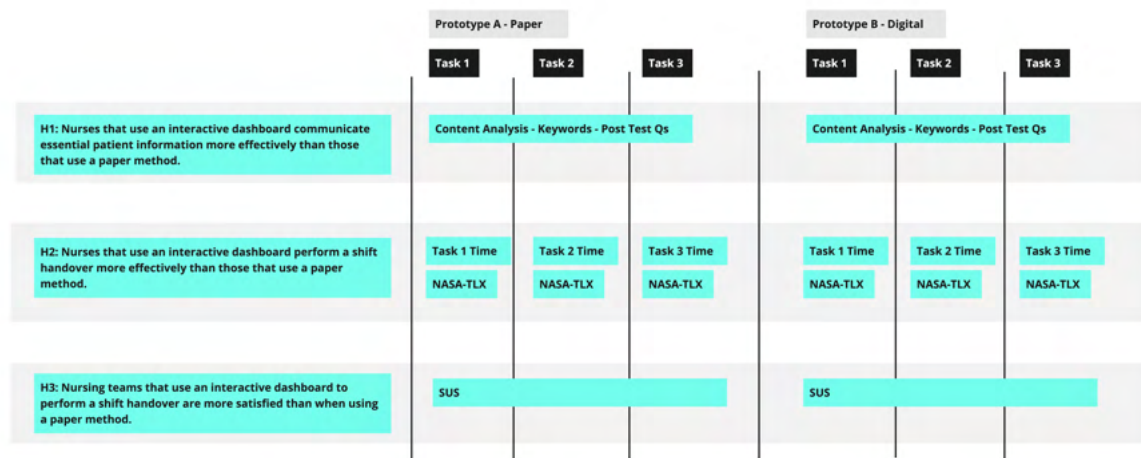 Prototype A - Paper
Prototype B - Digital
Task 1
Task 2
Task 3
Task 1
Task 2
Task 3
H1: Nurses that use an interactive dashboard communicate
essential patient information more effectively than those
that use a paper method.
Content Analysis - Keywords - Post Test Qs
Content Analysis - Keywords - Post Test Qs
H2: Nurses that use an interactive dashboard perform a shift
handover more effectively than those that use a paper
method.
Task 1 Time
Task 2 Time
Task 3 Time
Task 1 Time
Task 2 Time
Task 3 Time
NASA-TLX
NASA-TLX
NASA-TLX
NASA-TLX
NASA-TLX
NASA-TLX
H3: Nursing teams that use an interactive dashboard to
perform a shift handover are more satisfied than when using
a paper method.
SUS
SUS